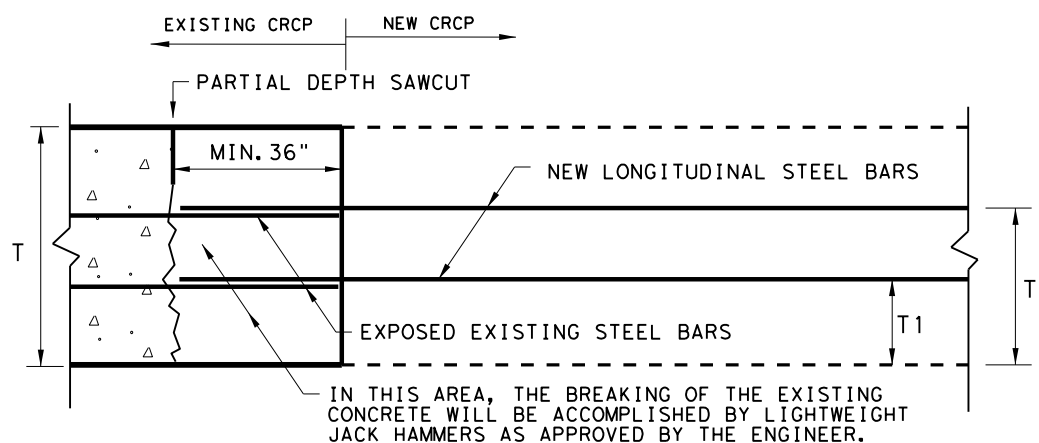 EXISTING CRCP
NEW CRCP
PARTIAL DEPTH SAWCUT
MIN. 36"
NEW LONGITUDINAL STEEL BARS
T
T
T1
EXPOSED EXISTING STEEL BARS
IN THIS AREA, THE BREAKING OF THE EXISTING
CONCRETE WILL BE ACCOMPLISHED BY LIGHTWEIGHT
JACK HAMMERS AS APPROVED BY THE ENGINEER.